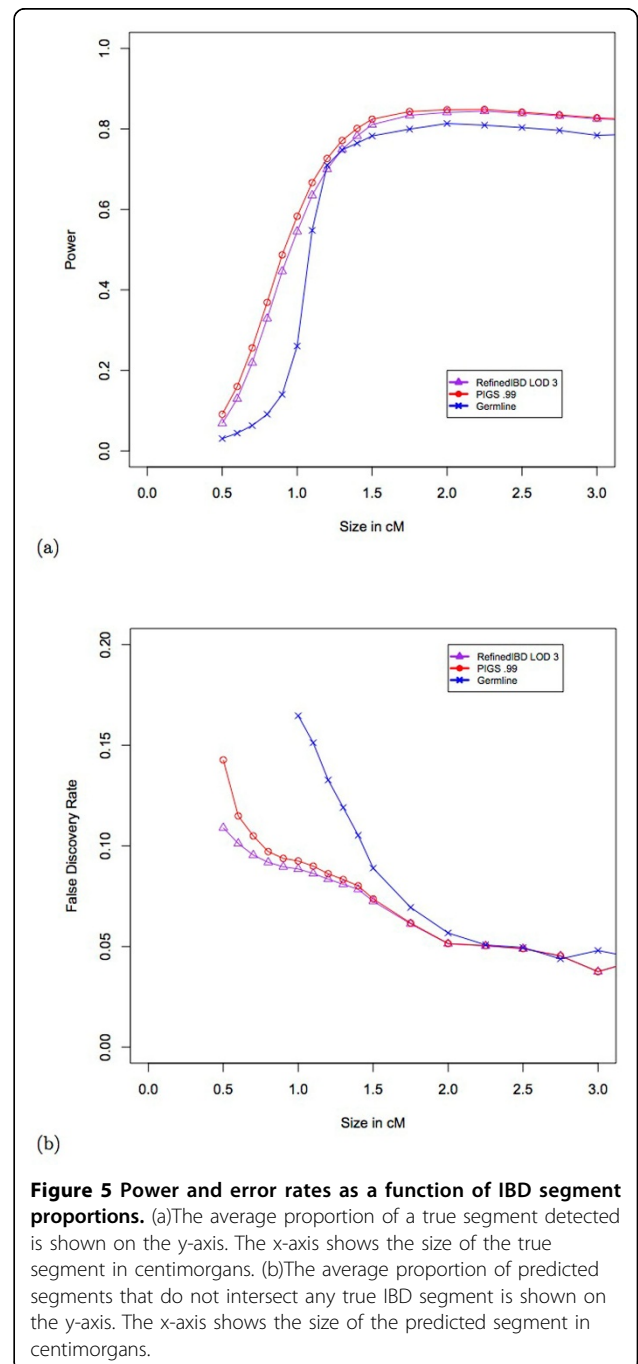 1.0
0.8
0.6
0.4
0.2
0.0
Power
RefinedIBD LOD 3
PIGS .99
Germline
0.0 0.5 1.0 1.5 2.0 2.5 3.0
Size in cM
(a)
0.20
0.15
0.10
0.05
0.00
False Discovery Rate
RefinedIBD LOD 3
PIGS .99
Germline
0.0 0.5 1.0 1.5 2.0 2.5 3.0
Size in cM
(b)
Figure 5 Power and error rates as a function of IBD segment
proportions. (a)The average proportion of a true segment detected
is shown on the y-axis. The x-axis shows the size of the true
segment in centimorgans. (b)The average proportion of predicted
segments that do not intersect any true IBD segment is shown on
the y-axis. The x-axis shows the size of the predicted segment in
centimorgans.